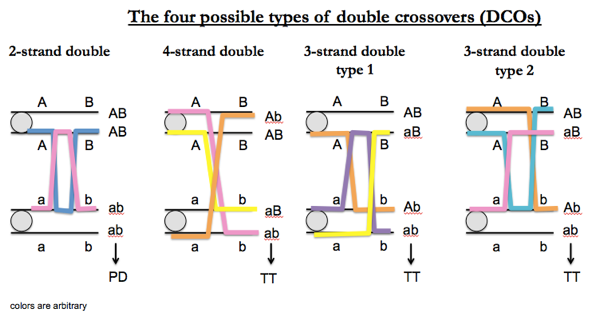 The four possible types of double crossovers (DCOs)
2-strand double
4-strand double
3-strand double
type 1
3-strand double
type 2
A B AB
AB
A B
a b
ab
ab
a b
PD
A B Ab
AB
A B
a b
aB
ab
a b
TT
A B AB
aB
A B
a b
Ab
ab
a b
TT
A B AB
aB
A B
a b
Ab
ab
a b
TT
colors are arbitrary